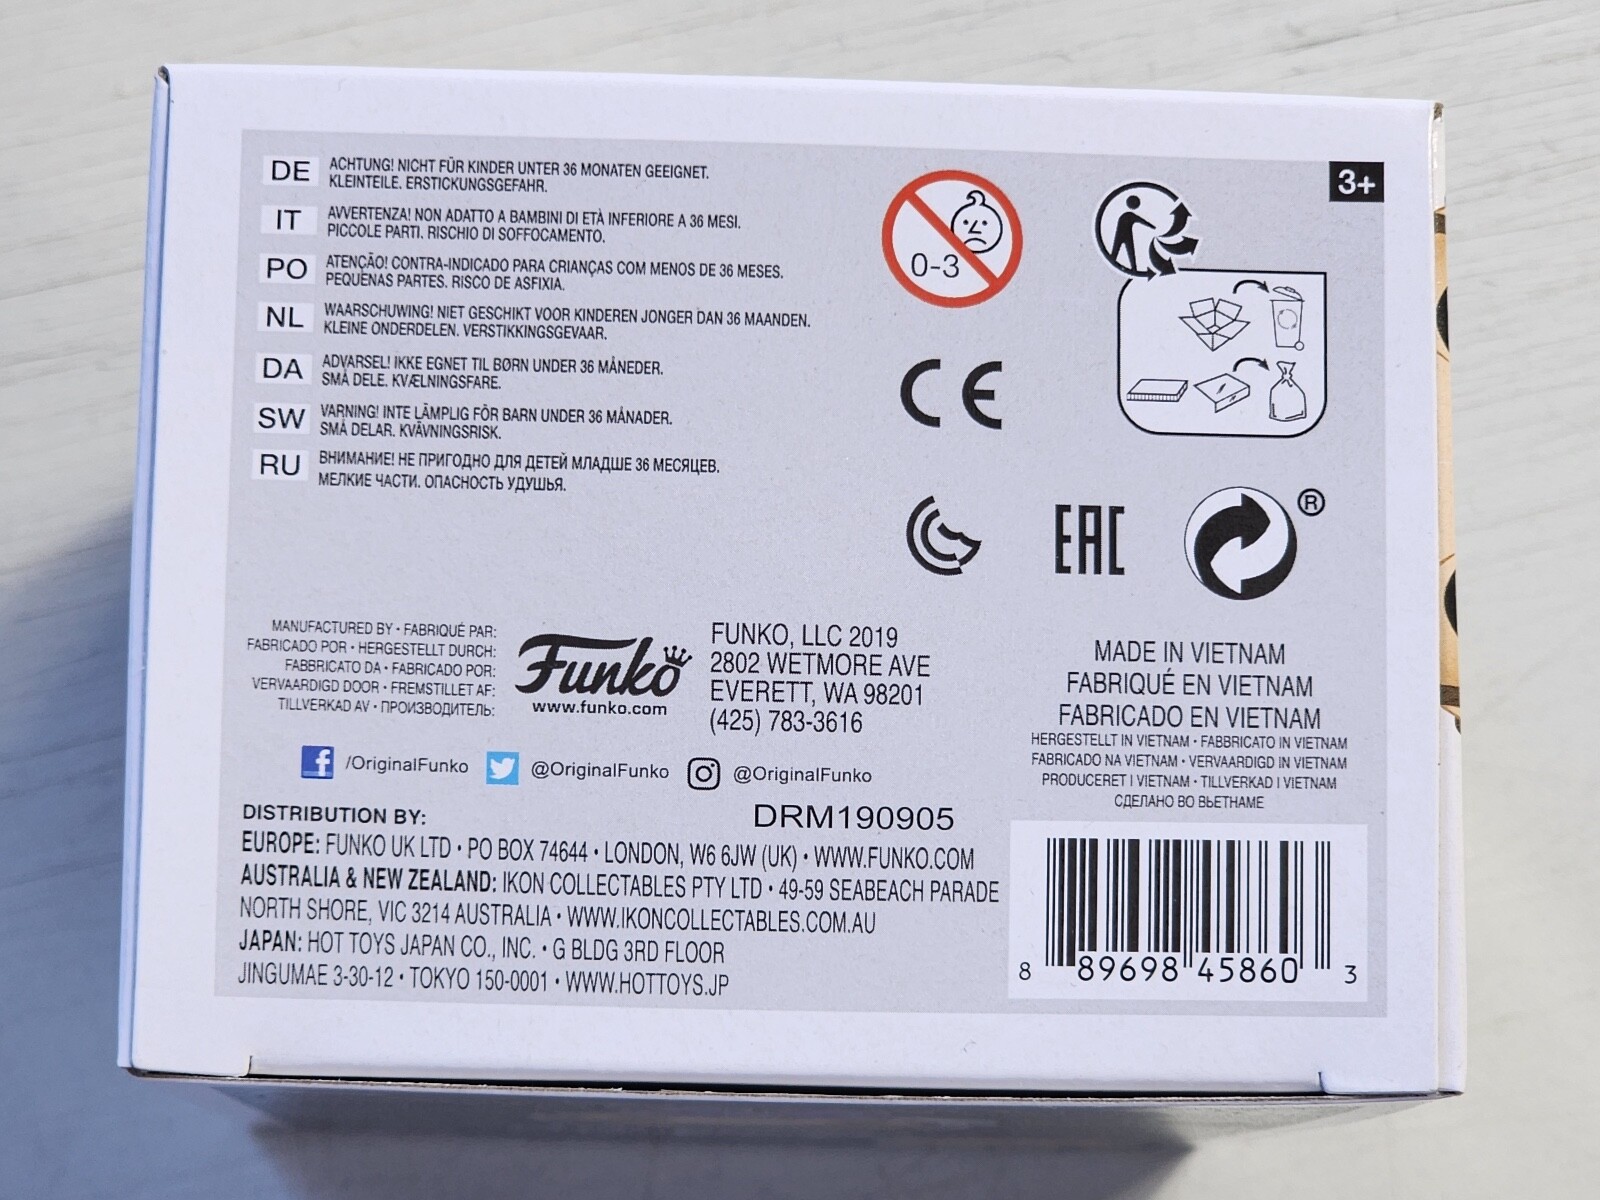 DE ACHTUNG! NICHT FÜR KINDER UNTER 36 MONATEN GEEIGNET.
KLEINTEILE. ERSTICKUNGSGEFAHR.
IT AVVERTENZA! NON ADATTO A BAMBINI DI ETÀ INFERIORE A 36 MESI.
PICCOLE PARTI. RISCHIO DI SOFFOCAMENTO.
PO ATENÇÃO! CONTRA-INDICADO PARA CRIANÇAS COM MENOS DE 36 MESES.
PEQUENAS PARTES. RISCO DE ASFIXIA.
NL WAARSCHUWING! NIET GESCHIKT VOOR KINDEREN JONGER DAN 36 MAANDEN.
KLEINE ONDERDELEN. VERSTIKKINGSGEVAAR.
DA ADVARSEL! IKKE EGNET TIL BØRN UNDER 36 MÅNEDER.
SMÅ DELE. KVÆLNINGSFARE.
SW VARNING! INTE LÄMPLIG FÖR BARN UNDER 36 MÅNADER.
SMÅ DELAR. KVÄVNINGSRISK.
RU ВНИМАНИЕ! НЕ ПРИГОДНО ДЛЯ ДЕТЕЙ МЛАДШЕ 36 МЕСЯЦЕВ.
МЕЛКИЕ ЧАСТИ. ОПАСНОСТЬ УДУШЬЯ.
0-3
3+
CE
EAC
®
MANUFACTURED BY • FABRIQUÉ PAR:
FABRICADO POR • HERGESTELLT DURCH:
FABBRICATO DA • FABRICADO POR:
VERVAARDIGD DOOR • FREMSTILLET AF:
TILLVERKAD AV • ПРОИЗВОДИТЕЛЬ:
Funko
www.funko.com
FUNKO, LLC 2019
2802 WETMORE AVE
EVERETT, WA 98201
(425) 783-3616
MADE IN VIETNAM
FABRIQUÉ EN VIETNAM
FABRICADO EN VIETNAM
HERGESTELLT IN VIETNAM • FABBRICATO IN VIETNAM
FABRICADO NA VIETNAM • VERVAARDIGD IN VIETNAM
PRODUCERET I VIETNAM • TILLVERKAD I VIETNAM
СДЕЛАНО ВО ВЬЕТНАМЕ
/OriginalFunko @OriginalFunko @OriginalFunko
DRM190905
DISTRIBUTION BY:
EUROPE: FUNKO UK LTD • PO BOX 74644 • LONDON, W6 6JW (UK) • WWW.FUNKO.COM
AUSTRALIA & NEW ZEALAND: IKON COLLECTABLES PTY LTD • 49-59 SEABEACH PARADE
NORTH SHORE, VIC 3214 AUSTRALIA • WWW.IKONCOLLECTABLES.COM.AU
JAPAN: HOT TOYS JAPAN CO., INC. • G BLDG 3RD FLOOR
JINGUMAE 3-30-12 • TOKYO 150-0001 • WWW.HOTTOYS.JP
8 89698 45860 3